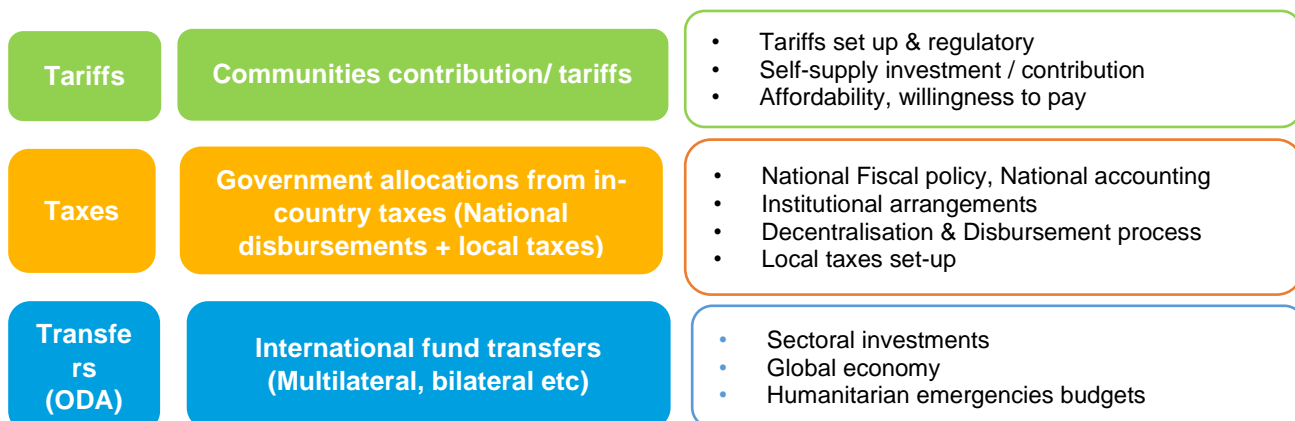 Tariffs
Communities contribution/ tariffs
• Tariffs set up & regulatory
• Self-supply investment / contribution
• Affordability, willingness to pay
Taxes
Government allocations from in-
country taxes (National
disbursements + local taxes)
• National Fiscal policy, National accounting
• Institutional arrangements
• Decentralisation & Disbursement process
• Local taxes set-up
Transfe
rs
(ODA)
International fund transfers
(Multilateral, bilateral etc)
• Sectoral investments
• Global economy
• Humanitarian emergencies budgets